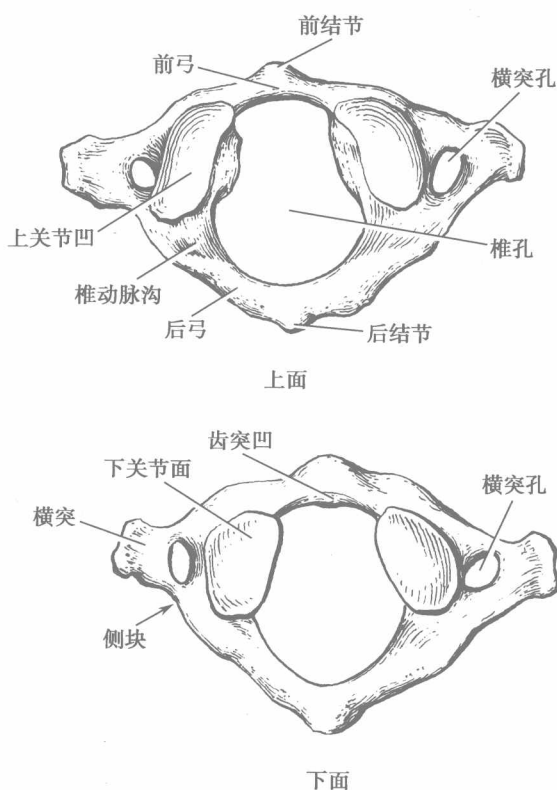 前结节
前弓
横突孔
上关节凹
椎孔
椎动脉沟
后弓
后结节
上面
齿突凹
下关节面
横突孔
横突
侧块
下面